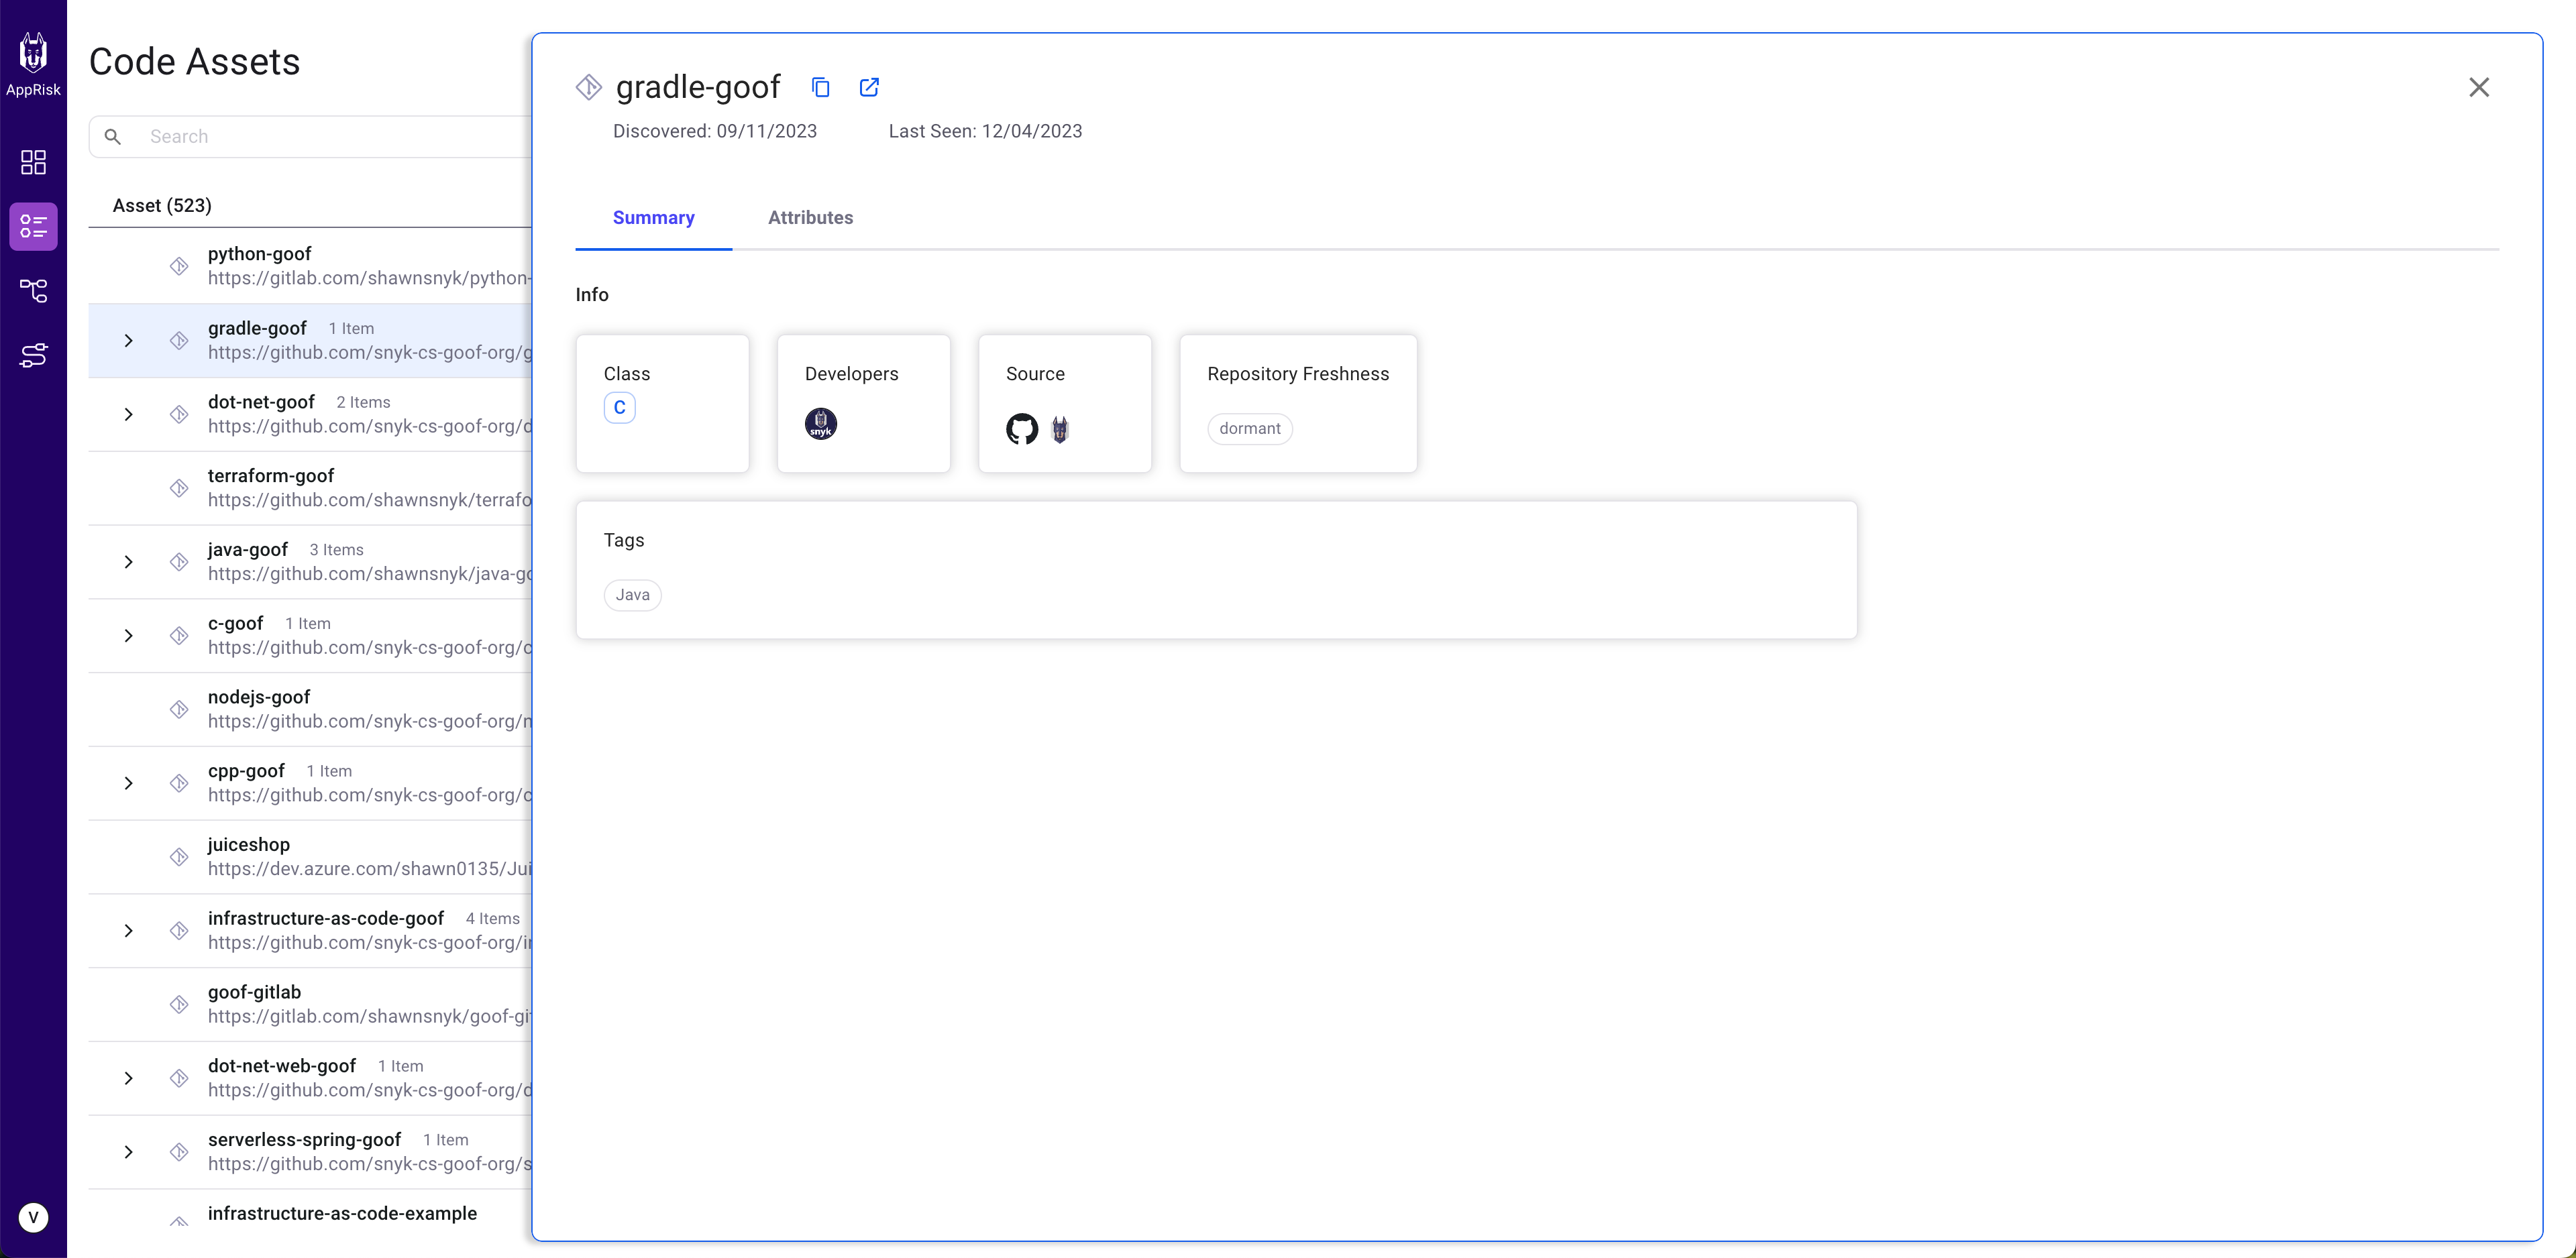 AppRisk
Code Assets
Search
Asset (523)
python-goof
https://gitlab.com/shawnsnyk/python-
gradle-goof 1 Item
https://github.com/snyk-cs-goof-org/g
dot-net-goof 2 Items
https://github.com/snyk-cs-goof-org/d
terraform-goof
https://github.com/shawnsnyk/terrafo
java-goof 3 Items
https://github.com/shawnsnyk/java-go
c-goof 1 Item
https://github.com/snyk-cs-goof-org/c
nodejs-goof
https://github.com/snyk-cs-goof-org/n
cpp-goof 1 Item
https://github.com/snyk-cs-goof-org/c
juiceshop
https://dev.azure.com/shawn0135/Jui
infrastructure-as-code-goof 4 Items
https://github.com/snyk-cs-goof-org/in
goof-gitlab
https://gitlab.com/shawnsnyk/goof-git
dot-net-web-goof 1 Item
https://github.com/snyk-cs-goof-org/d
serverless-spring-goof 1 Item
https://github.com/snyk-cs-goof-org/s
infrastructure-as-code-example
V
gradle-goof
Discovered: 09/11/2023 Last Seen: 12/04/2023
Summary Attributes
Info
Class
C
Developers
snyk
Source
Repository Freshness
dormant
Tags
Java